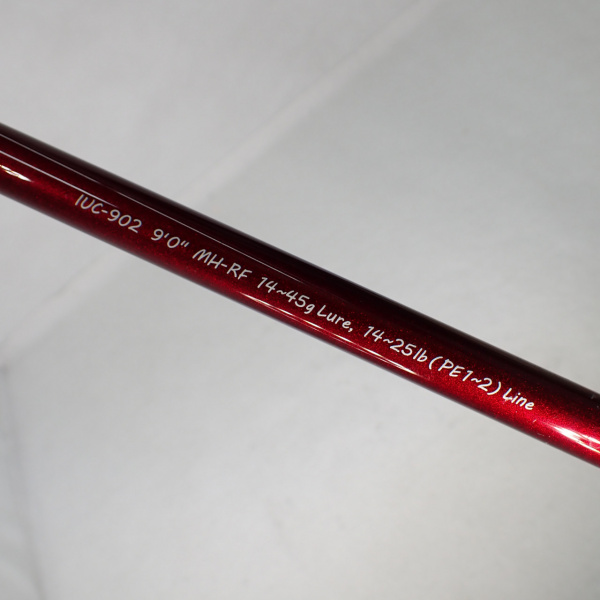 IUC-902 9'0" MH-RF 14~45g Lure, 14~25lb (PE1~2) Line